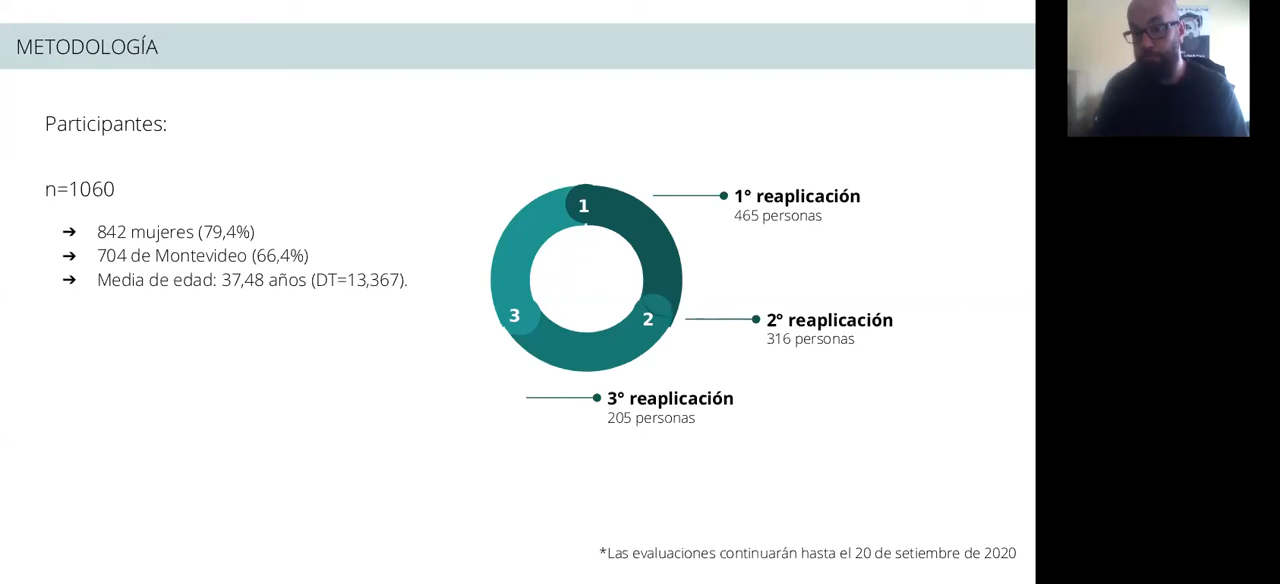 METODOLOGÍA
Participantes:
n=1060
➔ 842 mujeres (79,4%)
➔ 704 de Montevideo (66,4%)
➔ Media de edad: 37,48 años (DT=13,367).
1
2
3
1° reaplicación
465 personas
2° reaplicación
316 personas
3° reaplicación
205 personas
*Las evaluaciones continuarán hasta el 20 de setiembre de 2020